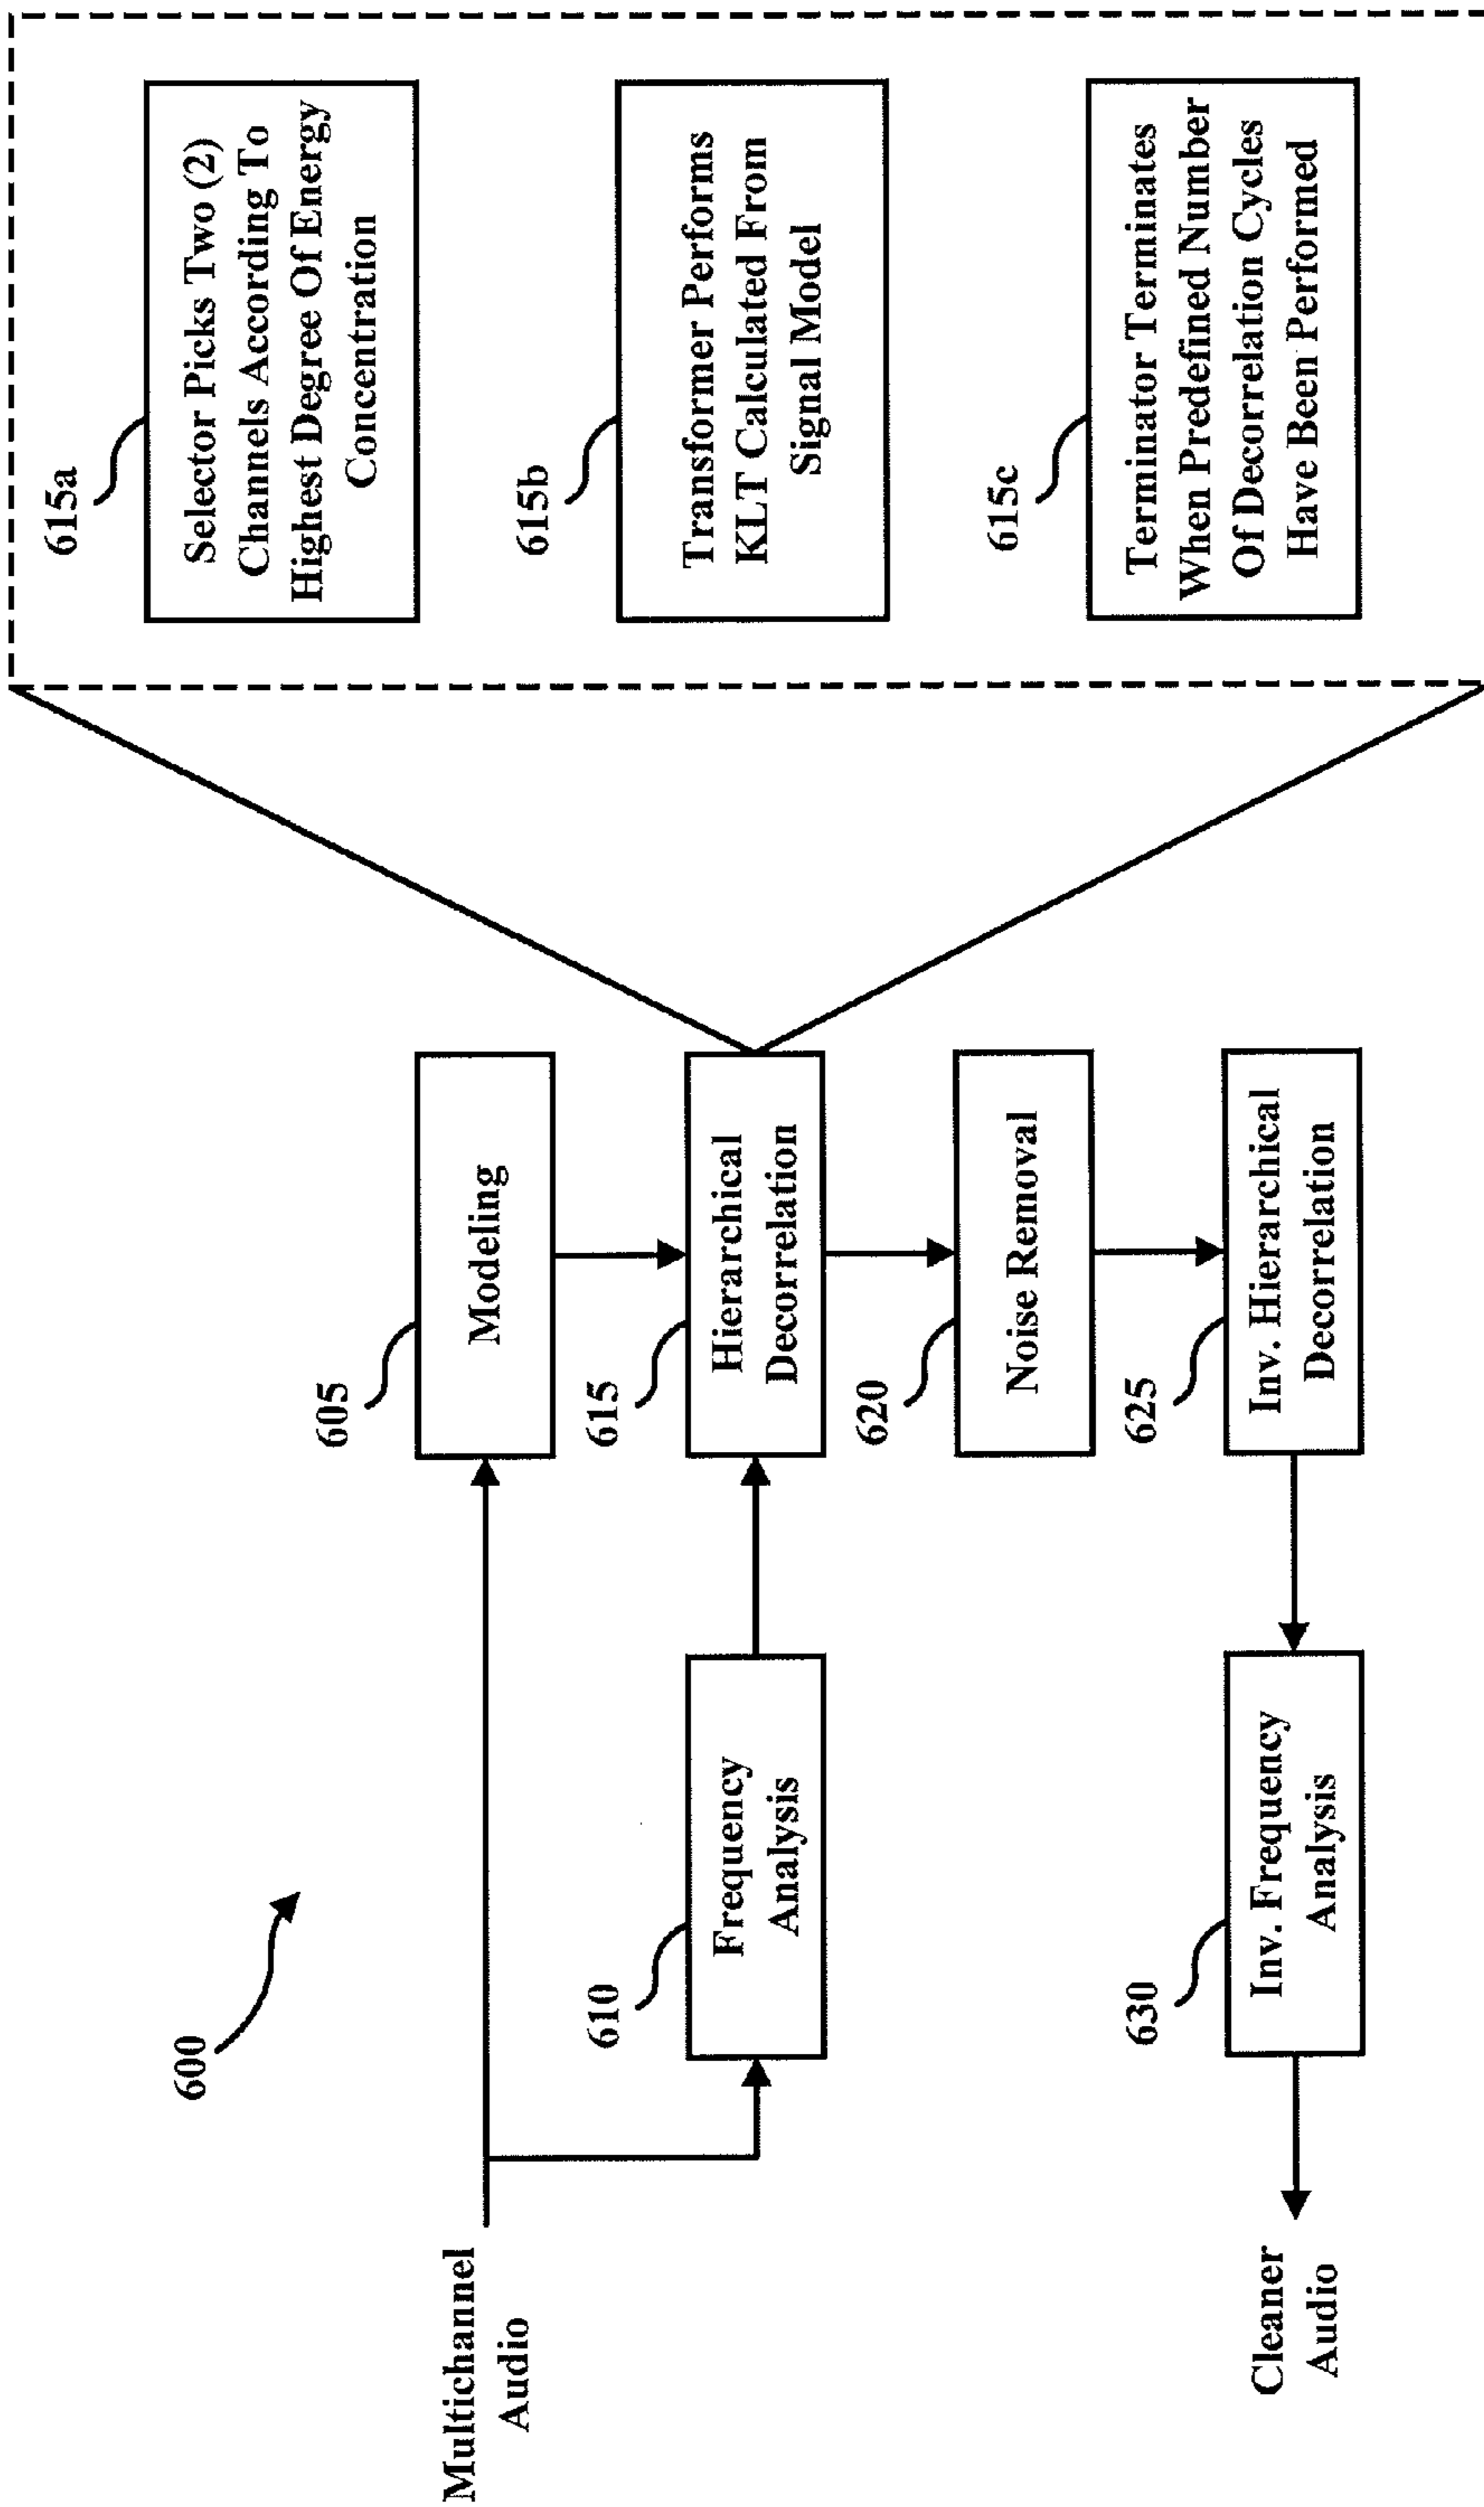 600
Multichannel
Audio
605
Modeling
610
Frequency
Analysis
615
Hierarchical
Decorrelation
620
Noise Removal
625
Inv. Hierarchical
Decorrelation
630
Inv. Frequency
Analysis
Cleaner
Audio
615a
Selector Picks Two (2)
Channels According To
Highest Degree Of Energy
Concentration
615b
Transformer Performs
KLT Calculated From
Signal Model
615c
Terminator Terminates
When Predefined Number
Of Decorrelation Cycles
Have Been Performed